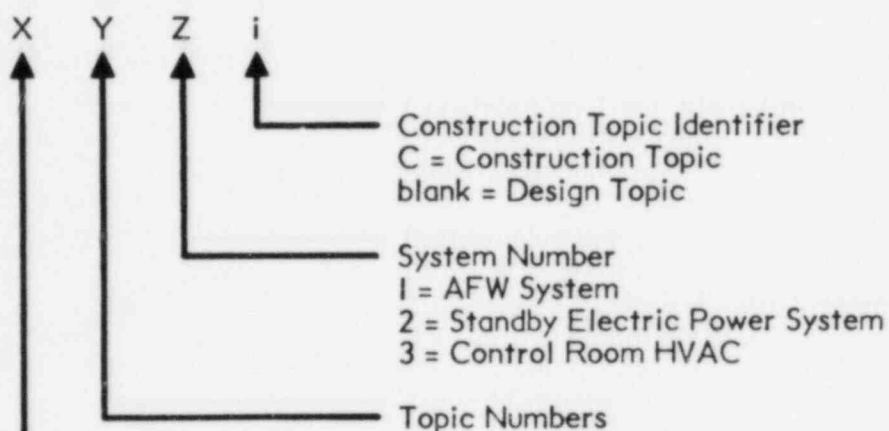 X Y Z i
Construction Topic Identifier
C = Construction Topic
blank = Design Topic
System Number
1 = AFW System
2 = Standby Electric Power System
3 = Control Room HVAC
Topic Numbers